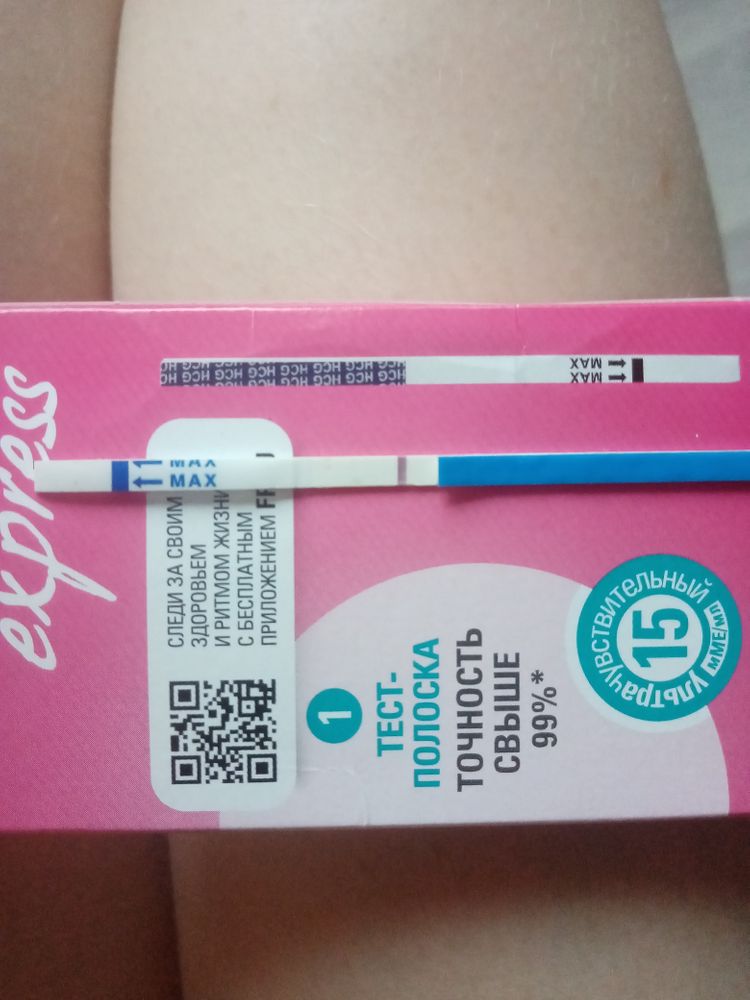 express
HCG HCG HCG HCG HCG HCG HCG
MAX
MAX
MAX
MAX
СЛЕДИ ЗА СВОИМ
ЗДОРОВЬЕМ
И РИТМОМ ЖИЗНИ
С БЕСПЛАТНЫМ
ПРИЛОЖЕНИЕМ
1
ТЕСТ-
ПОЛОСКА
ТОЧНОСТЬ
СВЫШЕ
99%*
УЛЬТРАЧУВСТВИТЕЛЬНЫЙ
15
мМЕ/мл